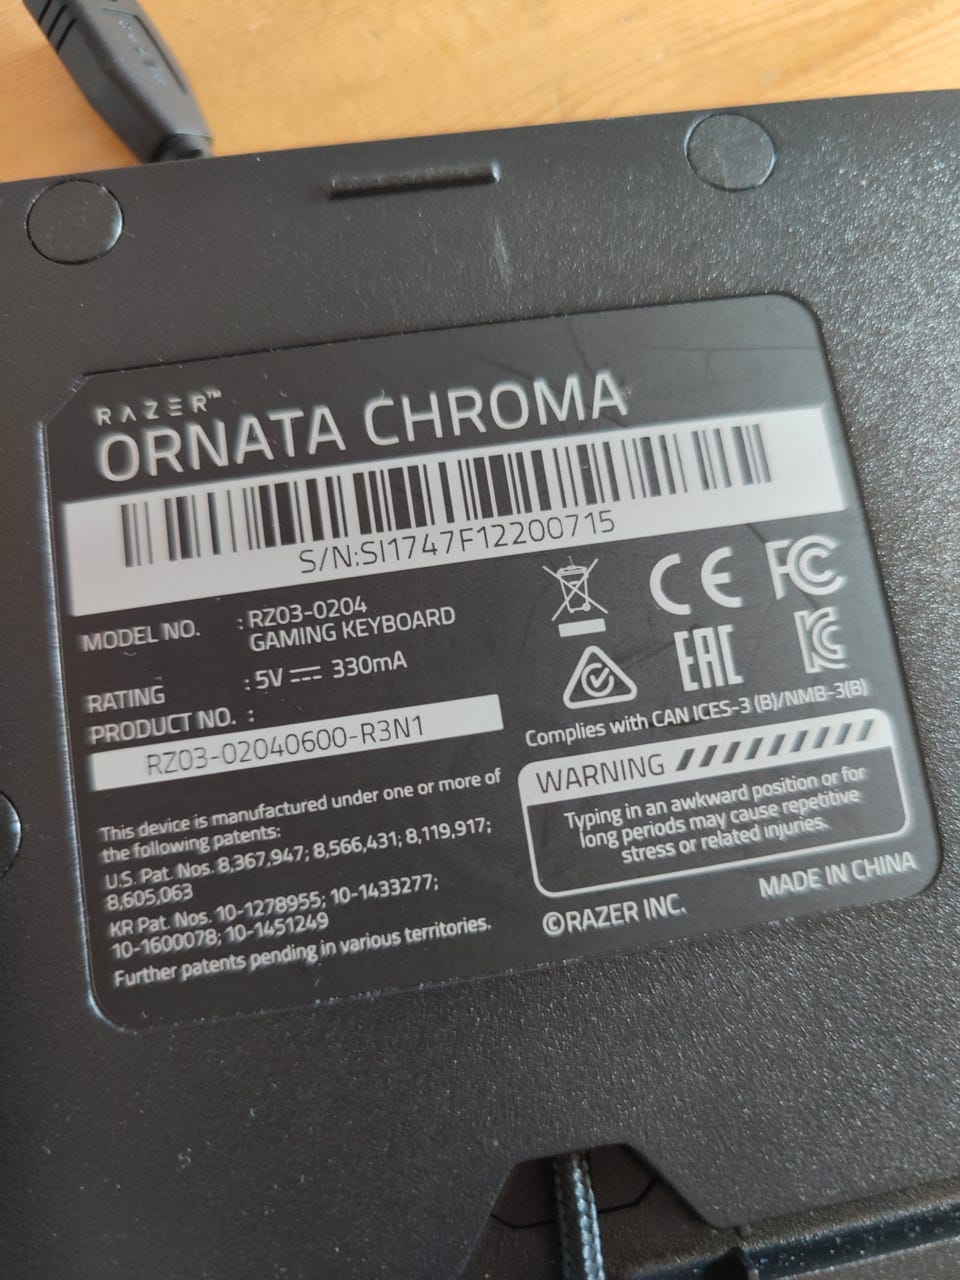 RAZER™
ORNATA CHROMA
S/N:SI1747F12200715
MODEL NO. : RZ03-0204
GAMING KEYBOARD
RATING : 5V ⎓ 330mA
PRODUCT NO. :
RZ03-02040600-R3N1
This device is manufactured under one or more of
the following patents:
U.S. Pat. Nos. 8,367,947; 8,566,431; 8,119,917;
8,605,063
KR Pat. Nos. 10-1278955; 10-1433277;
10-1600078; 10-1451249
Further patents pending in various territories.
CE FC
EAC KC
Complies with CAN ICES-3 (B)/NMB-3(B)
WARNING
Typing in an awkward position or for
long periods may cause repetitive
stress or related injuries.
©RAZER INC. MADE IN CHINA